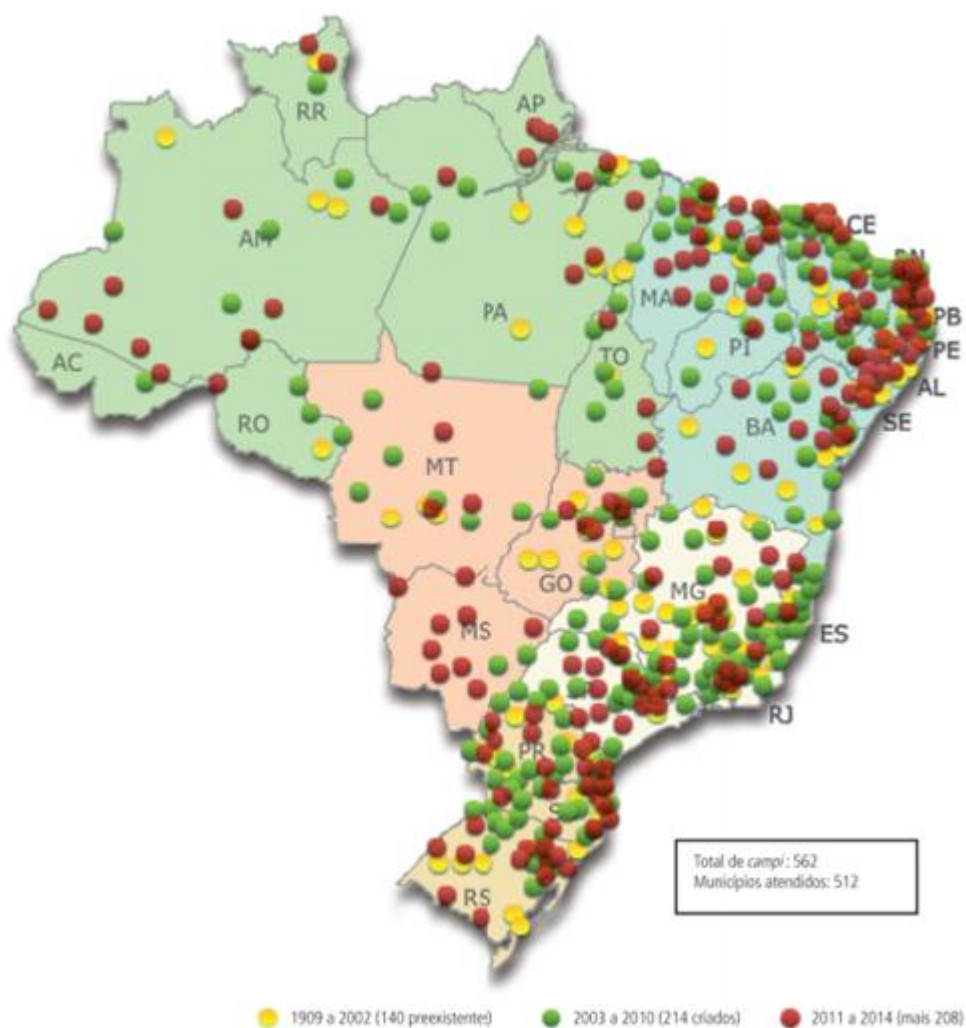 RR
AP
AM
PA
MA
CE
RN
PB
PE
AL
SE
PI
TO
AC
RO
BA
MT
GO
MG
MS
ES
RJ
PR
RS
Total de campi: 562
Municípios atendidos: 512
1909 a 2002 (140 preexistentes)
2003 a 2010 (214 criados)
2011 a 2014 (mais 208)